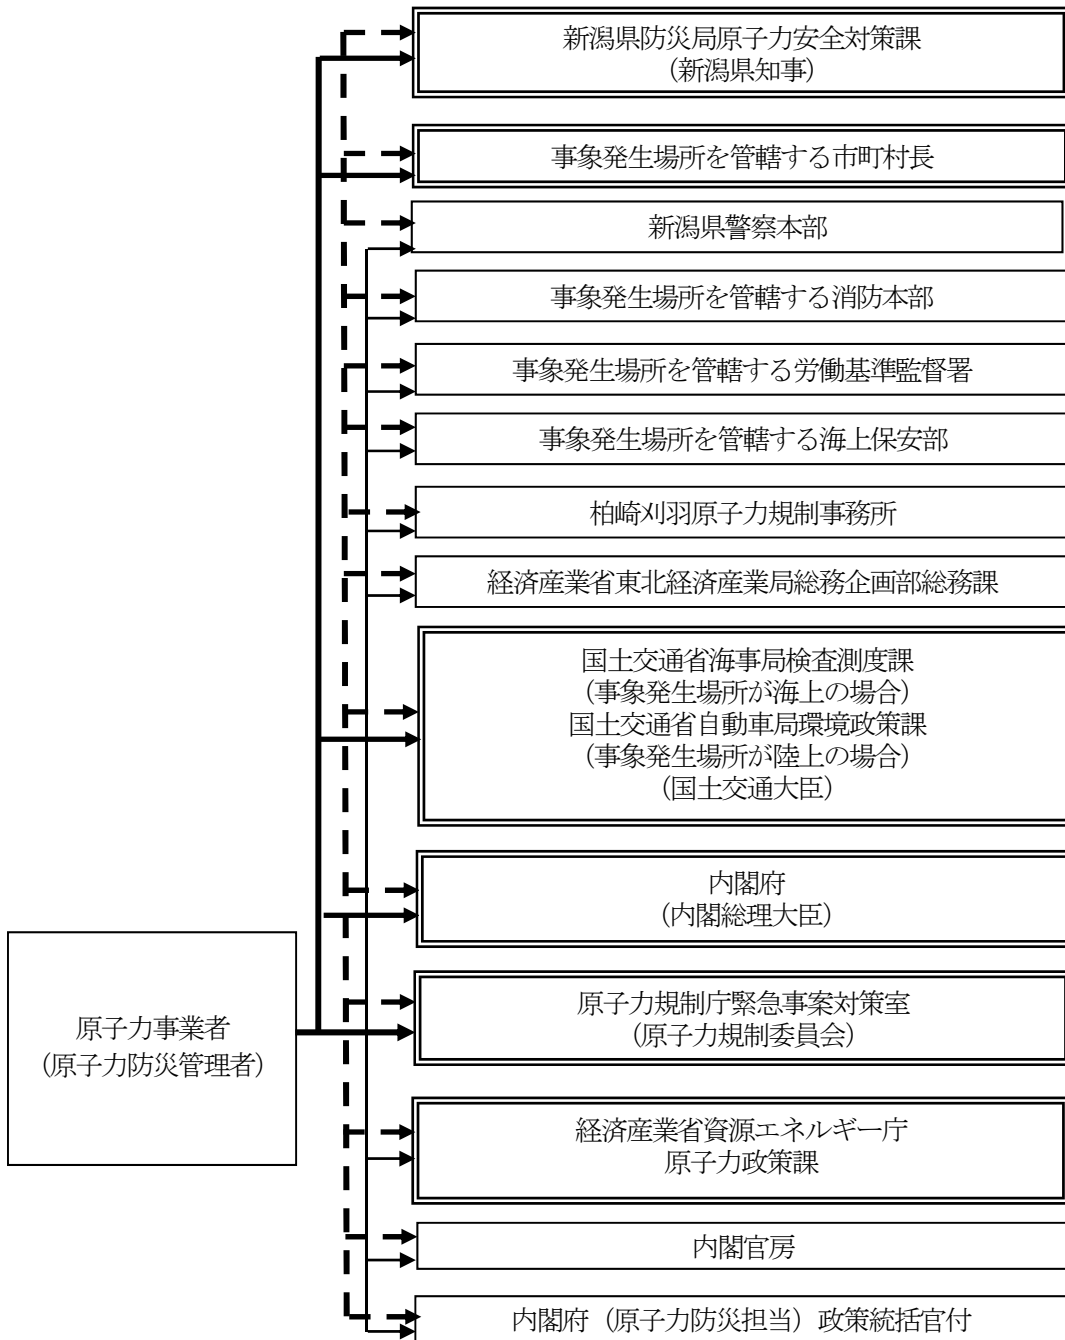 新潟県防災局原子力安全対策課
（新潟県知事）
事象発生場所を管轄する市町村長
新潟県警察本部
事象発生場所を管轄する消防本部
事象発生場所を管轄する労働基準監督署
事象発生場所を管轄する海上保安部
柏崎刈羽原子力規制事務所
経済産業省東北経済産業局総務企画部総務課
国土交通省海事局検査測度課
（事象発生場所が海上の場合）
国土交通省自動車局環境政策課
（事象発生場所が陸上の場合）
（国土交通大臣）
内閣府
（内閣総理大臣）
原子力事業者
（原子力防災管理者）
原子力規制庁緊急事案対策室
（原子力規制委員会）
経済産業省資源エネルギー庁
原子力政策課
内閣官房
内閣府（原子力防災担当）政策統括官付